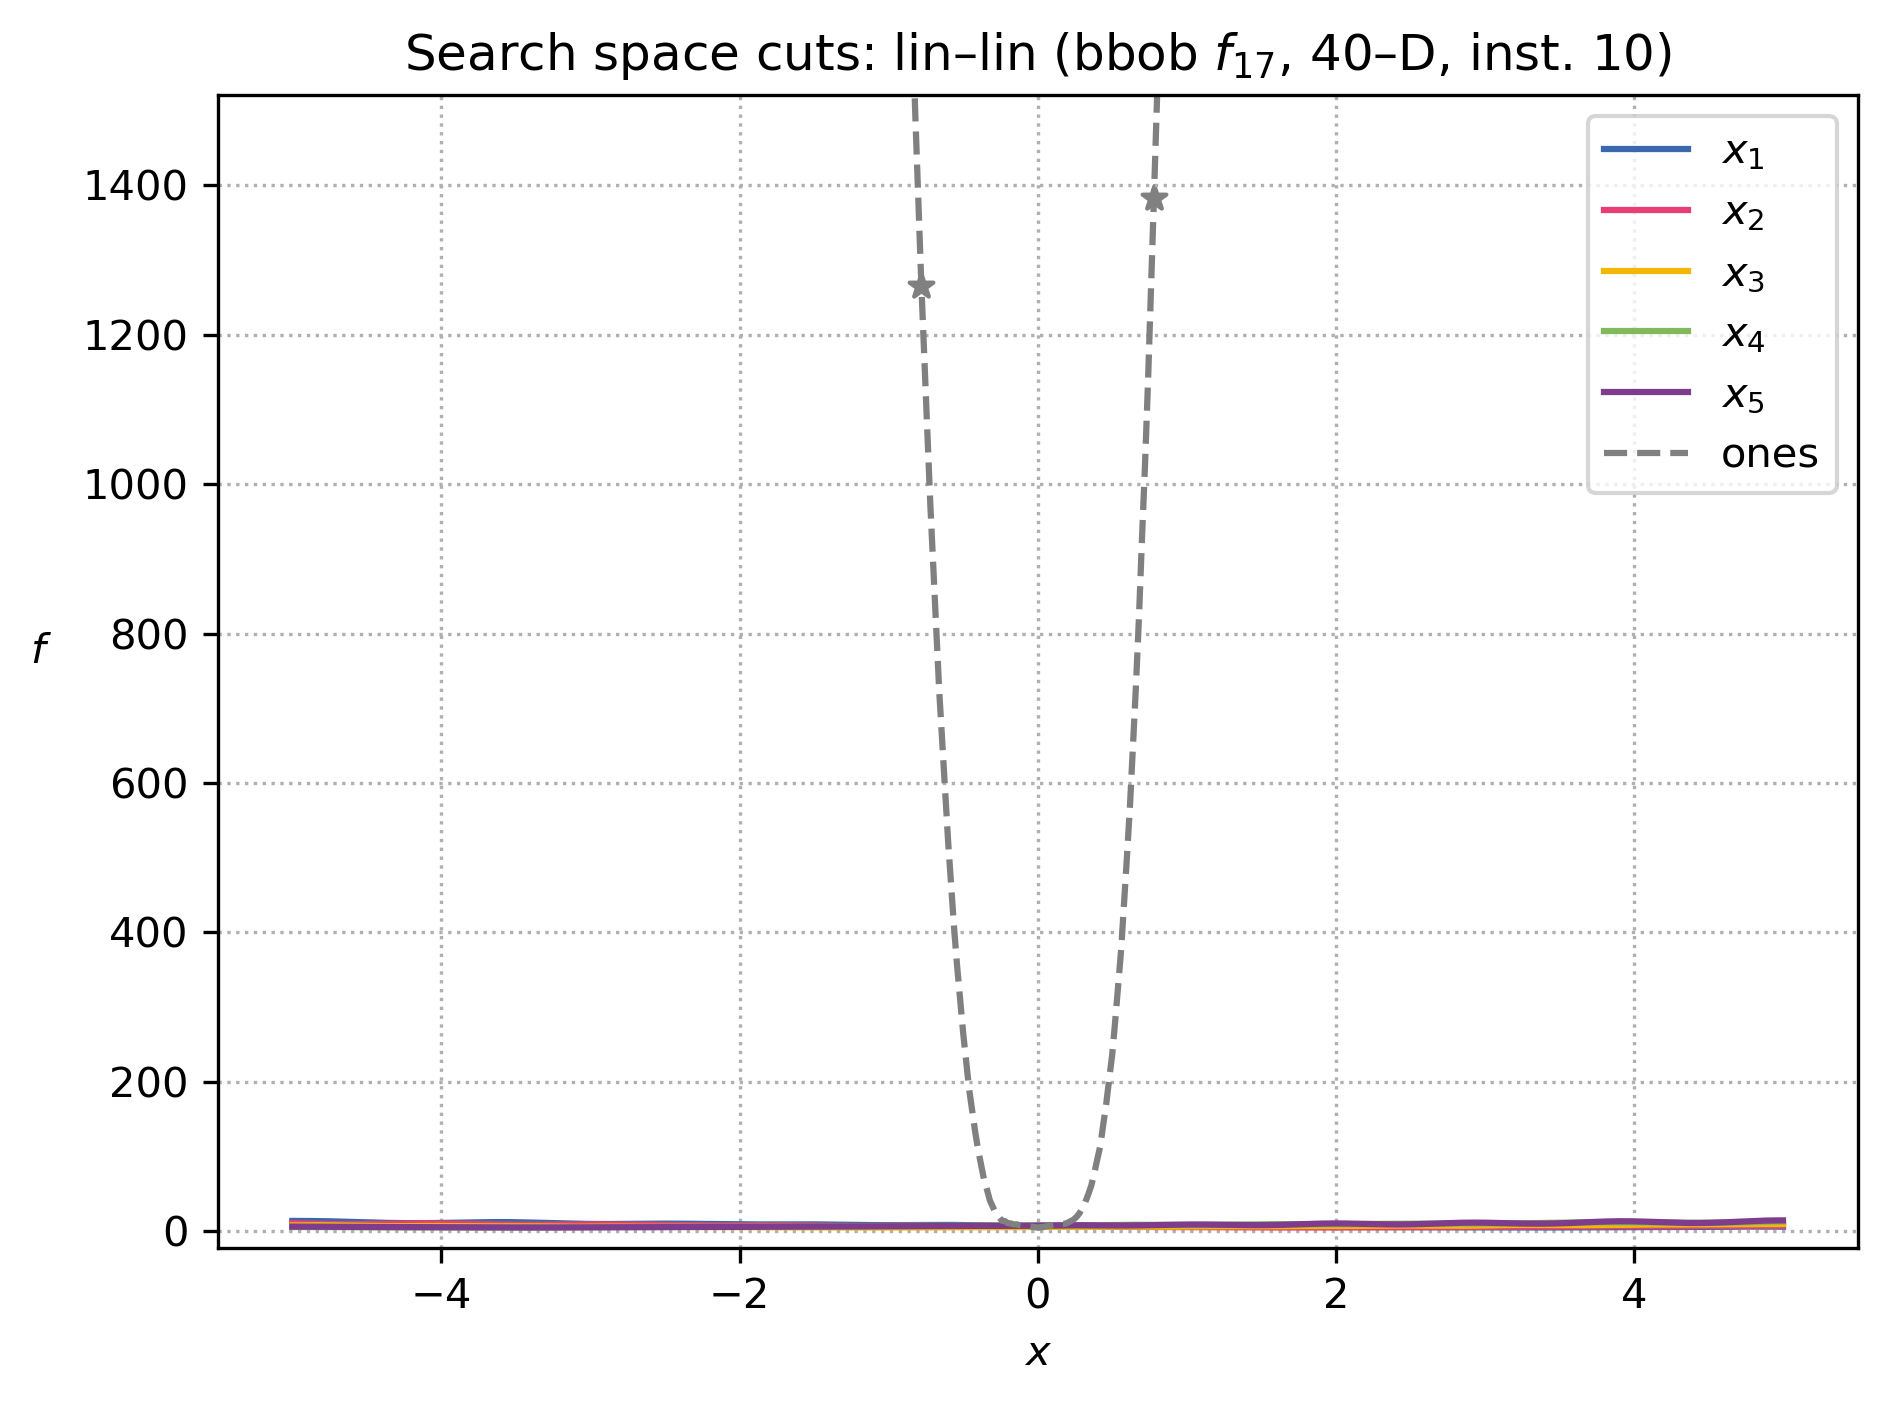 Search space cuts: lin–lin (bbob f₁₇, 40–D, inst. 10)
1400
1200
1000
800
600
400
200
0
f
−4
−2
0
2
4
x
x₁
x₂
x₃
x₄
x₅
ones